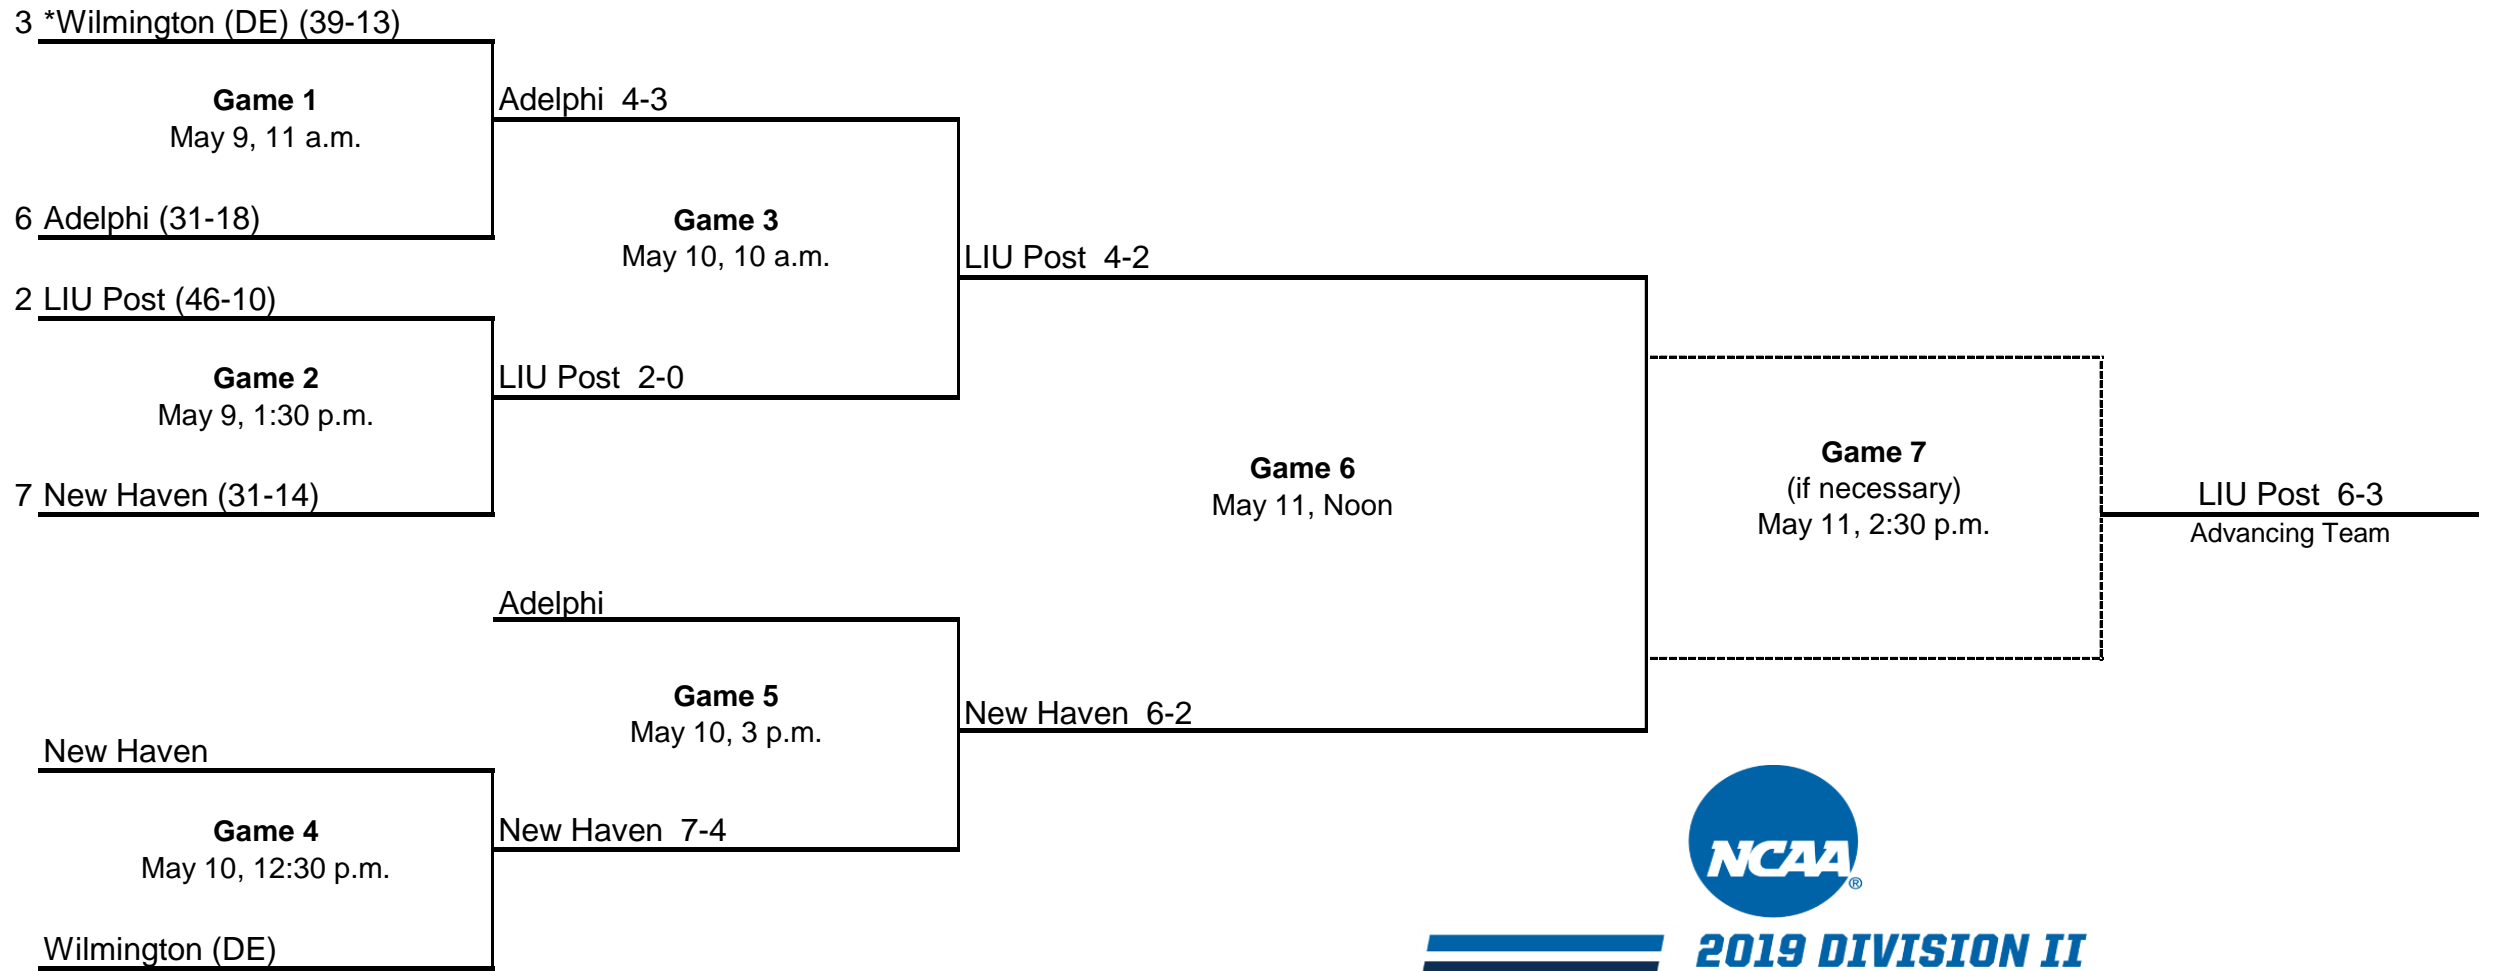 3 *Wilmington (DE) (39-13)
Game 1
May 9, 11 a.m.
Adelphi 4-3
6 Adelphi (31-18)
Game 3
May 10, 10 a.m.
LIU Post 4-2
2 LIU Post (46-10)
Game 2
May 9, 1:30 p.m.
LIU Post 2-0
7 New Haven (31-14)
Game 6
May 11, Noon
Game 7
(if necessary)
May 11, 2:30 p.m.
LIU Post 6-3
Advancing Team
Adelphi
Game 5
May 10, 3 p.m.
New Haven 6-2
New Haven
Game 4
May 10, 12:30 p.m.
New Haven 7-4
Wilmington (DE)
NCAA®
2019 DIVISION II